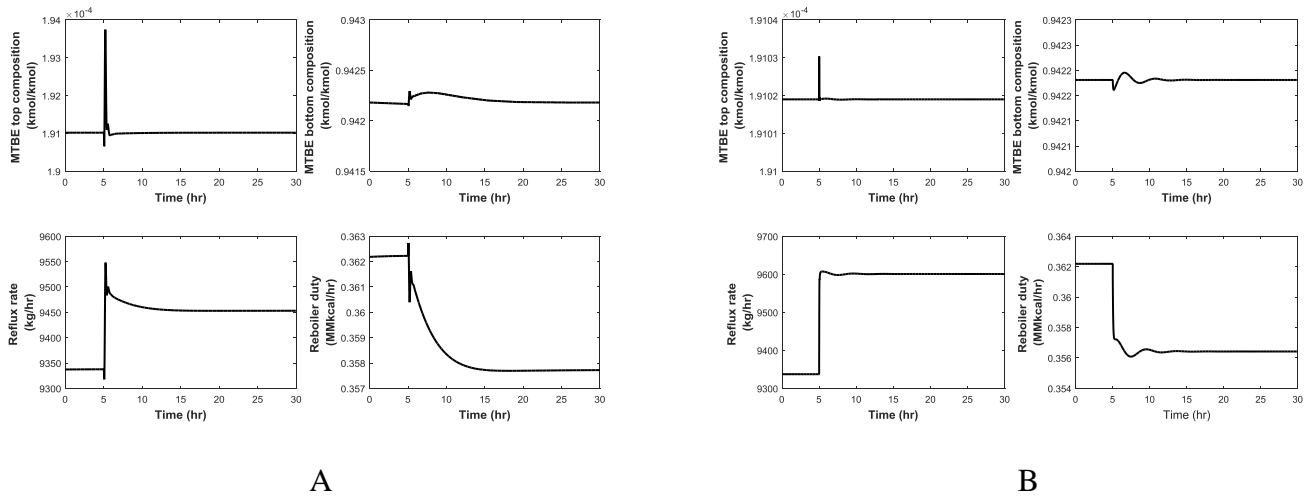 ×10⁻⁴
1.94
1.93
1.92
1.91
1.9
MTBE top composition
(kmol/kmol)
0 5 10 15 20 25 30
Time (hr)
0.943
0.9425
0.942
0.9415
MTBE bottom composition
(kmol/kmol)
0 5 10 15 20 25 30
Time (hr)
9600
9550
9500
9450
9400
9350
9300
Reflux rate
(kg/hr)
0 5 10 15 20 25 30
Time (hr)
0.363
0.362
0.361
0.36
0.359
0.358
0.357
Reboiler duty
(MMkcal/hr)
0 5 10 15 20 25 30
Time (hr)
A
×10⁻⁴
1.9104
1.9103
1.9102
1.9101
1.91
MTBE top composition
(kmol/kmol)
0 5 10 15 20 25 30
Time (hr)
0.9423
0.9422
0.9422
0.9421
0.9421
0.942
MTBE bottom composition
(kmol/kmol)
0 5 10 15 20 25 30
Time (hr)
9700
9600
9500
9400
9300
Reflux rate
(kg/hr)
0 5 10 15 20 25 30
Time (hr)
0.364
0.362
0.36
0.358
0.356
0.354
Reboiler duty
(MMkcal/hr)
0 5 10 15 20 25 30
Time (hr)
B